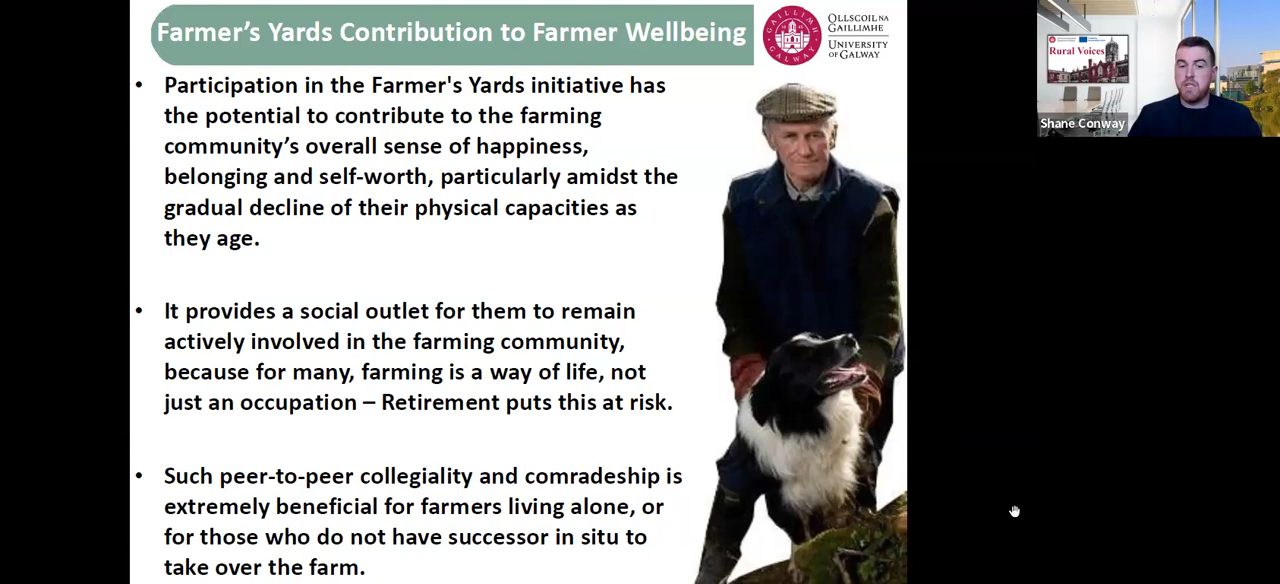 Farmer’s Yards Contribution to Farmer Wellbeing
OLLSCOIL NA
GAILLIMHE
UNIVERSITY
OF GALWAY
• Participation in the Farmer's Yards initiative has
the potential to contribute to the farming
community’s overall sense of happiness,
belonging and self-worth, particularly amidst the
gradual decline of their physical capacities as
they age.
• It provides a social outlet for them to remain
actively involved in the farming community,
because for many, farming is a way of life, not
just an occupation – Retirement puts this at risk.
• Such peer-to-peer collegiality and comradeship is
extremely beneficial for farmers living alone, or
for those who do not have successor in situ to
take over the farm.
Rural Voices
Shane Conway